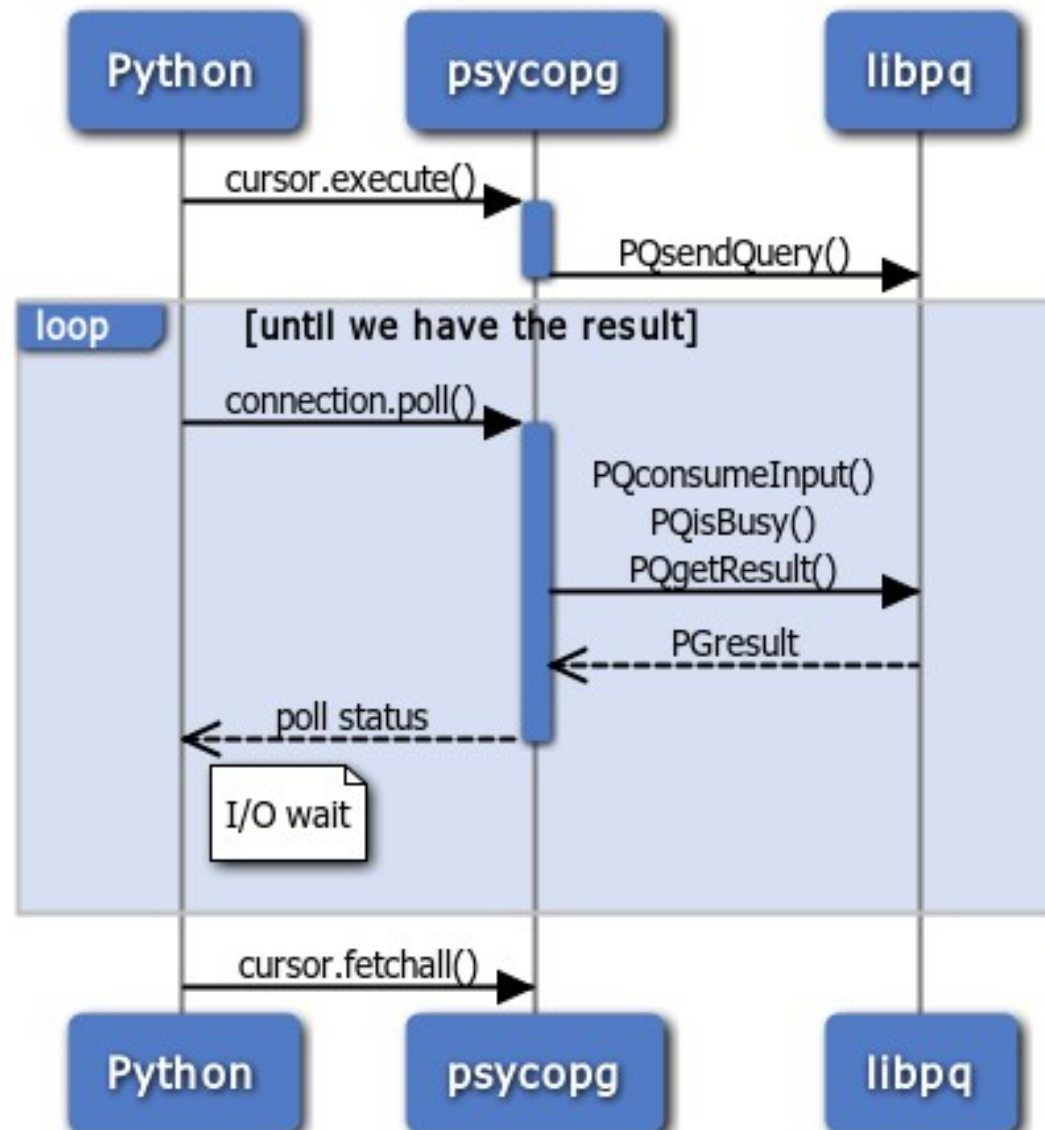 Python
psycopg
libpq
cursor.execute()
PQsendQuery()
loop
[until we have the result]
connection.poll()
PQconsumeInput()
PQisBusy()
PQgetResult()
PGresult
poll status
I/O wait
cursor.fetchall()
Python
psycopg
libpq